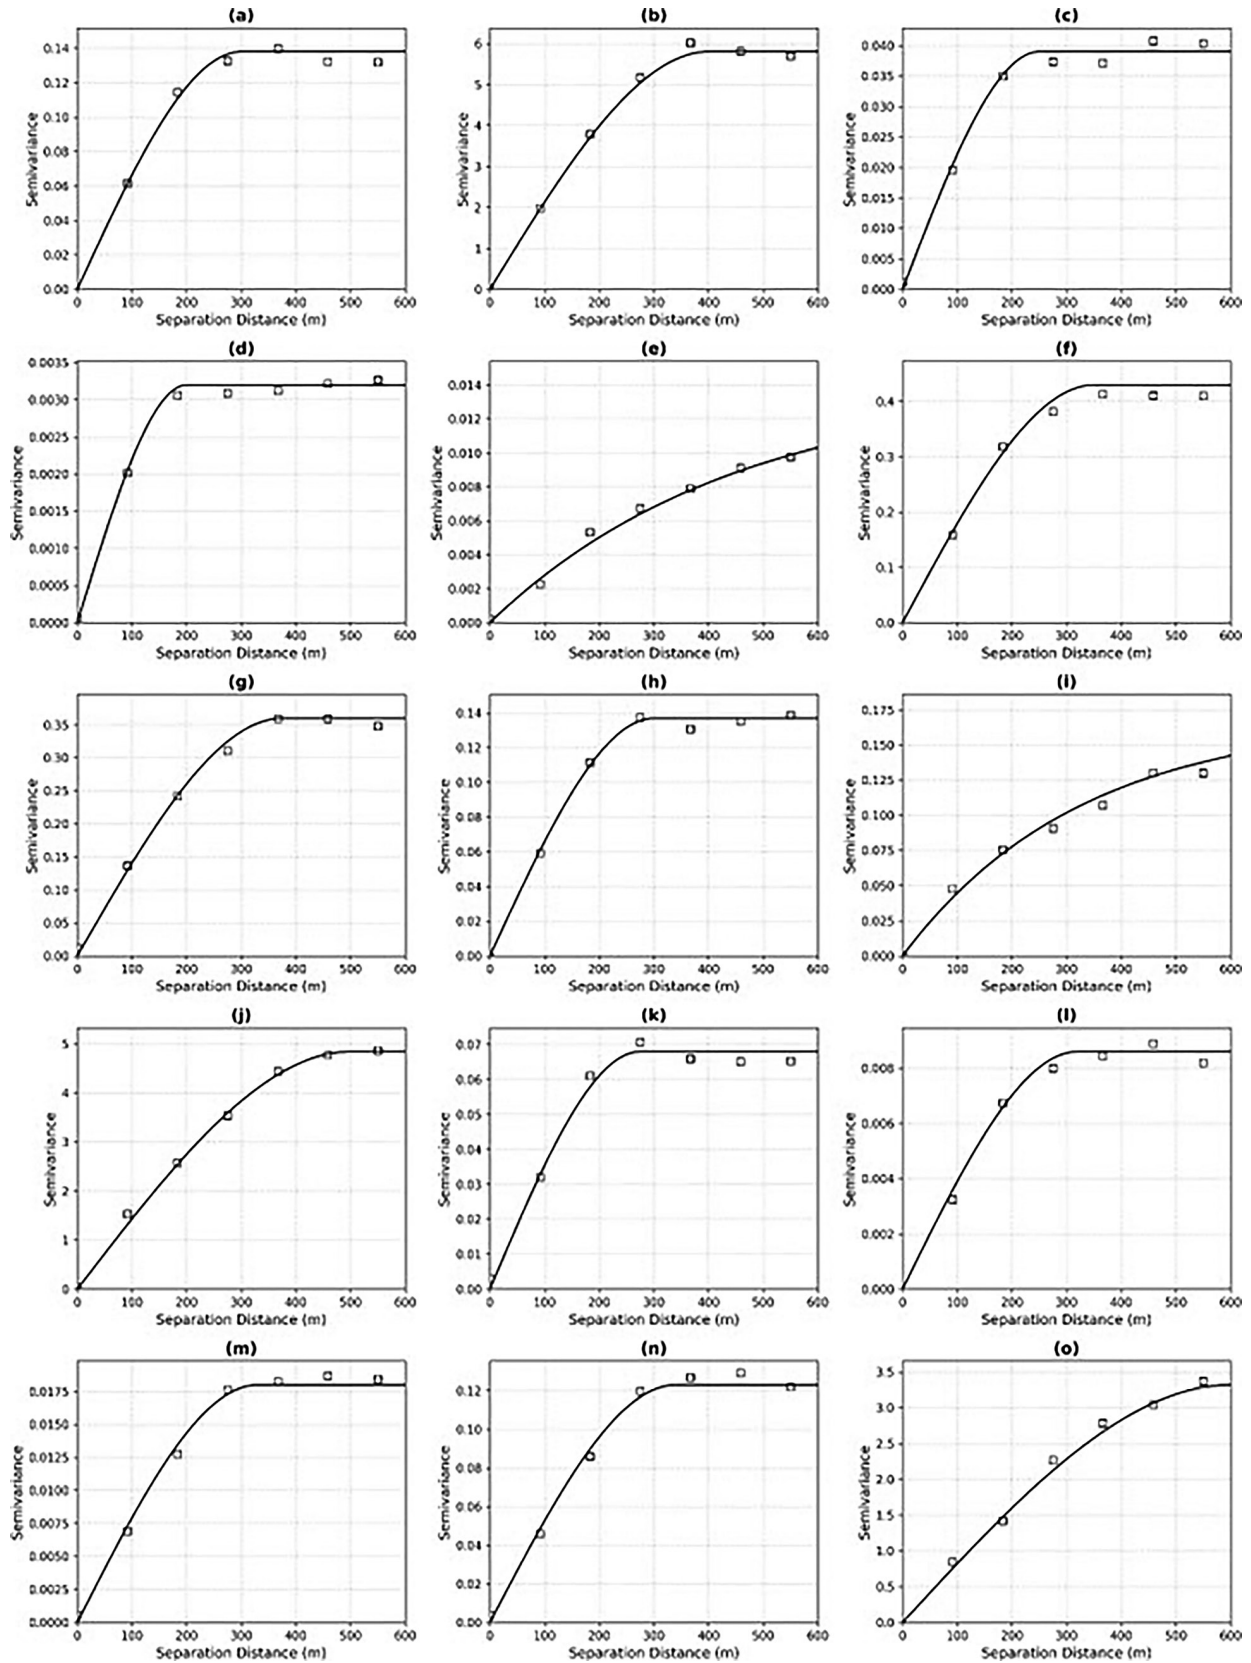 (a)
Semivariance
0.14
0.12
0.10
0.08
0.06
0.04
0.02
0.00
0 100 200 300 400 500 600
Separation Distance (m)
(b)
Semivariance
6
5
4
3
2
1
0
0 100 200 300 400 500 600
Separation Distance (m)
(c)
Semivariance
0.040
0.035
0.030
0.025
0.020
0.015
0.010
0.005
0.000
0 100 200 300 400 500 600
Separation Distance (m)
(d)
Semivariance
0.0035
0.0030
0.0025
0.0020
0.0015
0.0010
0.0005
0.0000
0 100 200 300 400 500 600
Separation Distance (m)
(e)
Semivariance
0.014
0.012
0.010
0.008
0.006
0.004
0.002
0.000
0 100 200 300 400 500 600
Separation Distance (m)
(f)
Semivariance
0.4
0.3
0.2
0.1
0.0
0 100 200 300 400 500 600
Separation Distance (m)
(g)
Semivariance
0.35
0.30
0.25
0.20
0.15
0.10
0.05
0.00
0 100 200 300 400 500 600
Separation Distance (m)
(h)
Semivariance
0.14
0.12
0.10
0.08
0.06
0.04
0.02
0.00
0 100 200 300 400 500 600
Separation Distance (m)
(i)
Semivariance
0.175
0.150
0.125
0.100
0.075
0.050
0.025
0.000
0 100 200 300 400 500 600
Separation Distance (m)
(j)
Semivariance
5
4
3
2
1
0
0 100 200 300 400 500 600
Separation Distance (m)
(k)
Semivariance
0.07
0.06
0.05
0.04
0.03
0.02
0.01
0.00
0 100 200 300 400 500 600
Separation Distance (m)
(l)
Semivariance
0.008
0.006
0.004
0.002
0.000
0 100 200 300 400 500 600
Separation Distance (m)
(m)
Semivariance
0.0175
0.0150
0.0125
0.0100
0.0075
0.0050
0.0025
0.0000
0 100 200 300 400 500 600
Separation Distance (m)
(n)
Semivariance
0.12
0.10
0.08
0.06
0.04
0.02
0.00
0 100 200 300 400 500 600
Separation Distance (m)
(o)
Semivariance
3.5
3.0
2.5
2.0
1.5
1.0
0.5
0.0
0 100 200 300 400 500 600
Separation Distance (m)